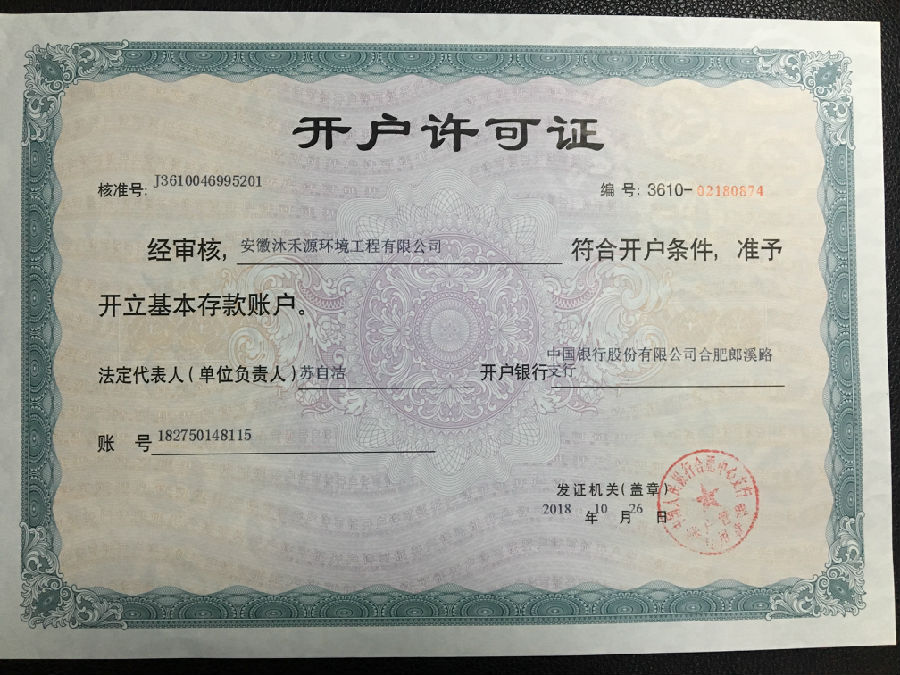 开户许可证
核准号: J3610046995201 编号: 3610-02180874
经审核, 安徽沐禾源环境工程有限公司 符合开户条件, 准予
开立基本存款账户。
法定代表人(单位负责人) 苏自洁 开户银行 中国银行股份有限公司合肥郎溪路
支行
账 号 182750148115
发证机关(盖章)
2018 年 10 月 26 日